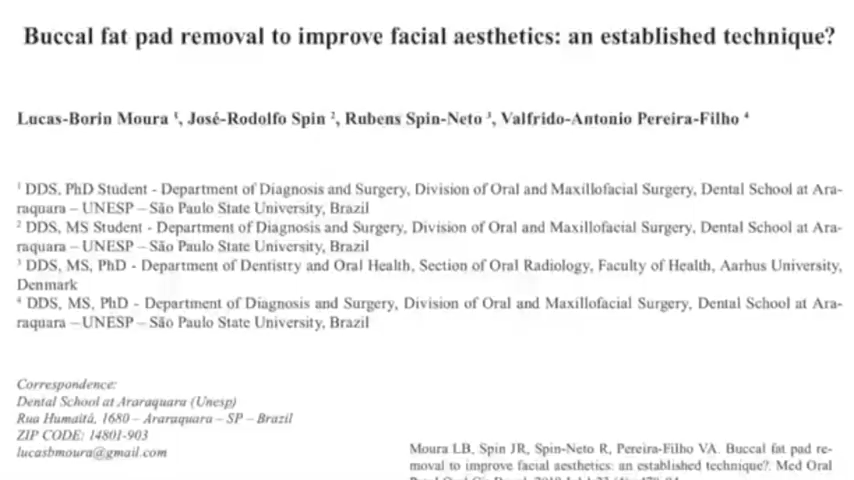 Buccal fat pad removal to improve facial aesthetics: an established technique?
Lucas-Borin Moura ¹, José-Rodolfo Spin ², Rubens Spin-Neto ³, Valfrido-Antonio Pereira-Filho ⁴
¹ DDS, PhD Student - Department of Diagnosis and Surgery, Division of Oral and Maxillofacial Surgery, Dental School at Ara-
raquara – UNESP – São Paulo State University, Brazil
² DDS, MS Student - Department of Diagnosis and Surgery, Division of Oral and Maxillofacial Surgery, Dental School at Ara-
raquara – UNESP – São Paulo State University, Brazil
³ DDS, MS, PhD - Department of Dentistry and Oral Health, Section of Oral Radiology, Faculty of Health, Aarhus University,
Denmark
⁴ DDS, MS, PhD - Department of Diagnosis and Surgery, Division of Oral and Maxillofacial Surgery, Dental School at Ara-
raquara – UNESP – São Paulo State University, Brazil
Correspondence:
Dental School at Araraquara (Unesp)
Rua Humaitá, 1680 – Araraquara – SP – Brazil
ZIP CODE: 14801-903
lucasbmoura@gmail.com
Moura LB, Spin JR, Spin-Neto R, Pereira-Filho VA. Buccal fat pad re-
moval to improve facial aesthetics: an established technique?. Med Oral